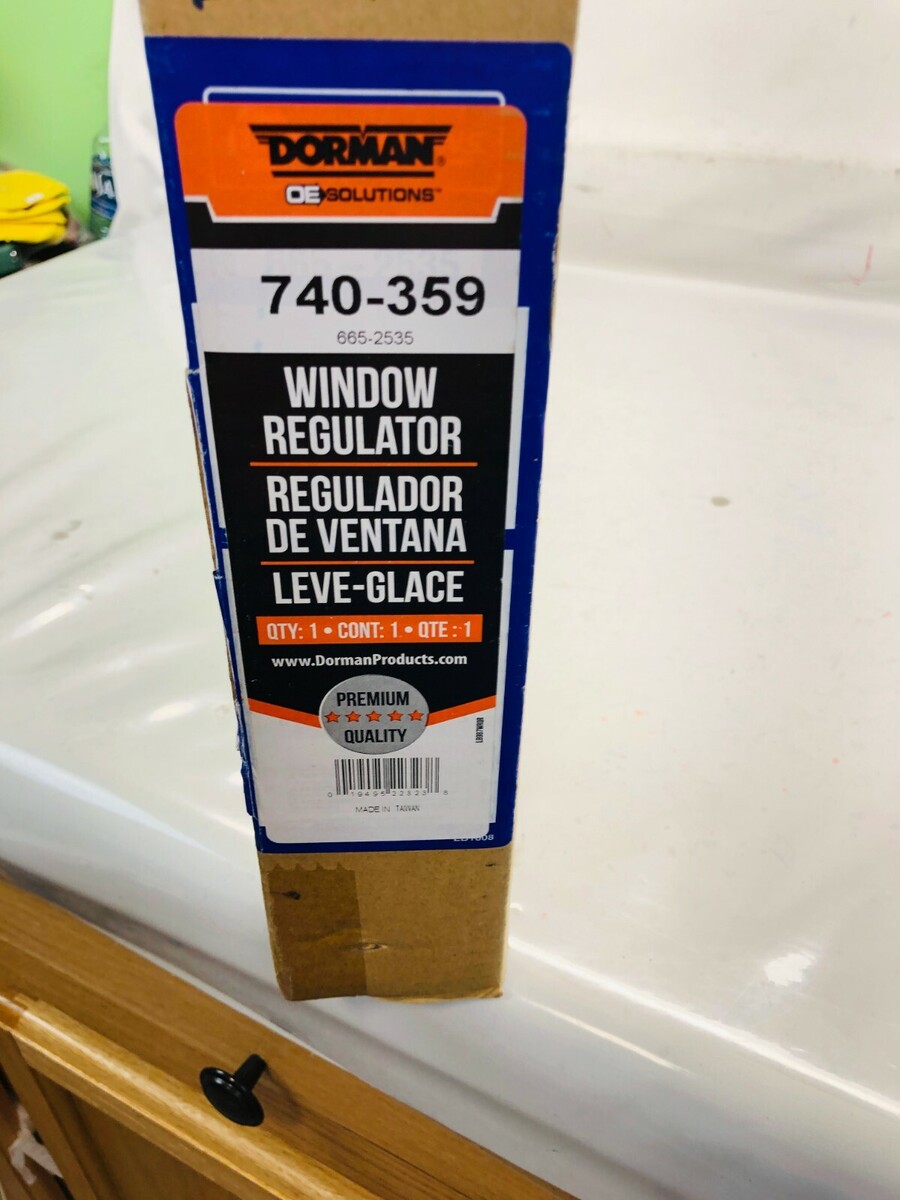 DORMAN®
OE SOLUTIONS™
740-359
665-2535
WINDOW
REGULATOR
REGULADOR
DE VENTANA
LEVE-GLACE
QTY: 1 • CONT: 1 • QTE : 1
www.DormanProducts.com
PREMIUM
QUALITY
MADE IN TAIWAN